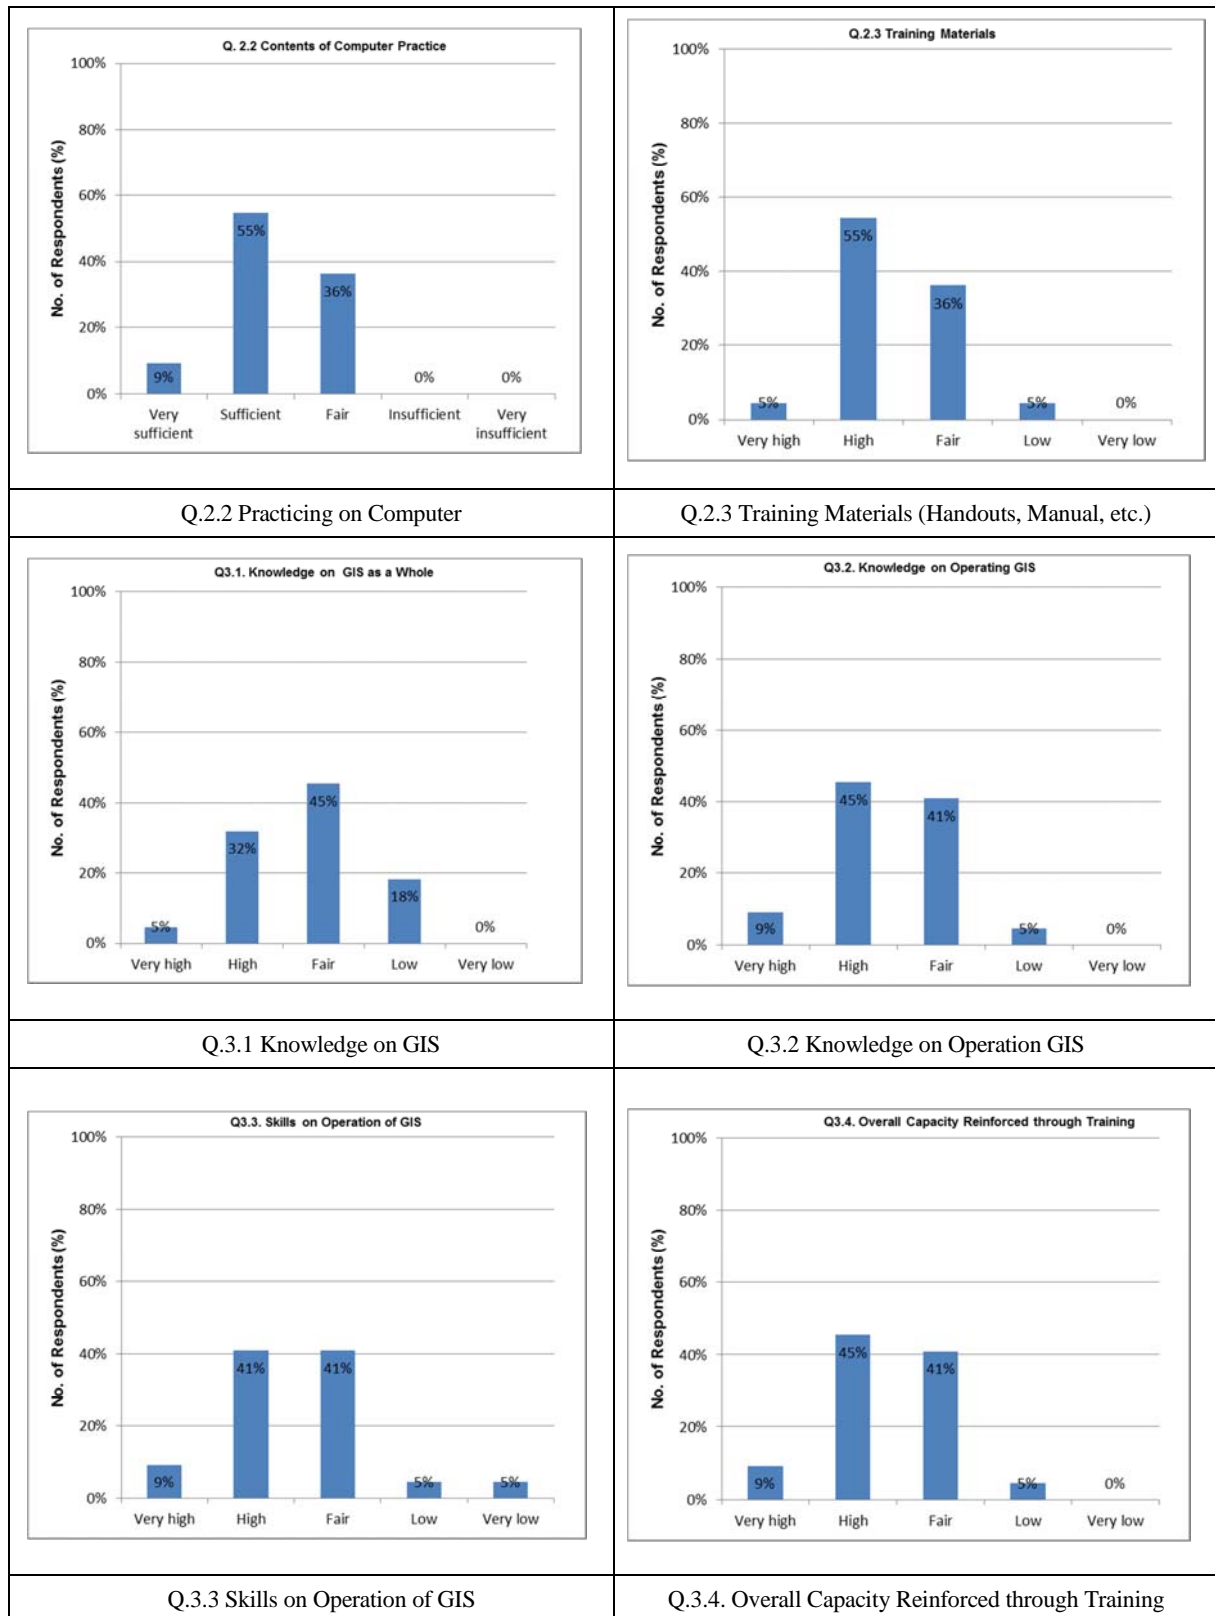 Q. 2.2 Contents of Computer Practice
No. of Respondents (%)
100%
80%
60%
40%
20%
0%
9%
55%
36%
0%
0%
Very sufficient
Sufficient
Fair
Insufficient
Very insufficient
Q.2.3 Training Materials
No. of Respondents (%)
100%
80%
60%
40%
20%
0%
5%
55%
36%
5%
0%
Very high
High
Fair
Low
Very low
Q.2.2 Practicing on Computer
Q.2.3 Training Materials (Handouts, Manual, etc.)
Q3.1. Knowledge on GIS as a Whole
No. of Respondents (%)
100%
80%
60%
40%
20%
0%
5%
32%
45%
18%
0%
Very high
High
Fair
Low
Very low
Q3.2. Knowledge on Operating GIS
No. of Respondents (%)
100%
80%
60%
40%
20%
0%
9%
45%
41%
5%
0%
Very high
High
Fair
Low
Very low
Q.3.1 Knowledge on GIS
Q.3.2 Knowledge on Operation GIS
Q3.3. Skills on Operation of GIS
No. of Respondents (%)
100%
80%
60%
40%
20%
0%
9%
41%
41%
5%
5%
Very high
High
Fair
Low
Very low
Q3.4. Overall Capacity Reinforced through Training
No. of Respondents (%)
100%
80%
60%
40%
20%
0%
9%
45%
41%
5%
0%
Very high
High
Fair
Low
Very low
Q.3.3 Skills on Operation of GIS
Q.3.4. Overall Capacity Reinforced through Training